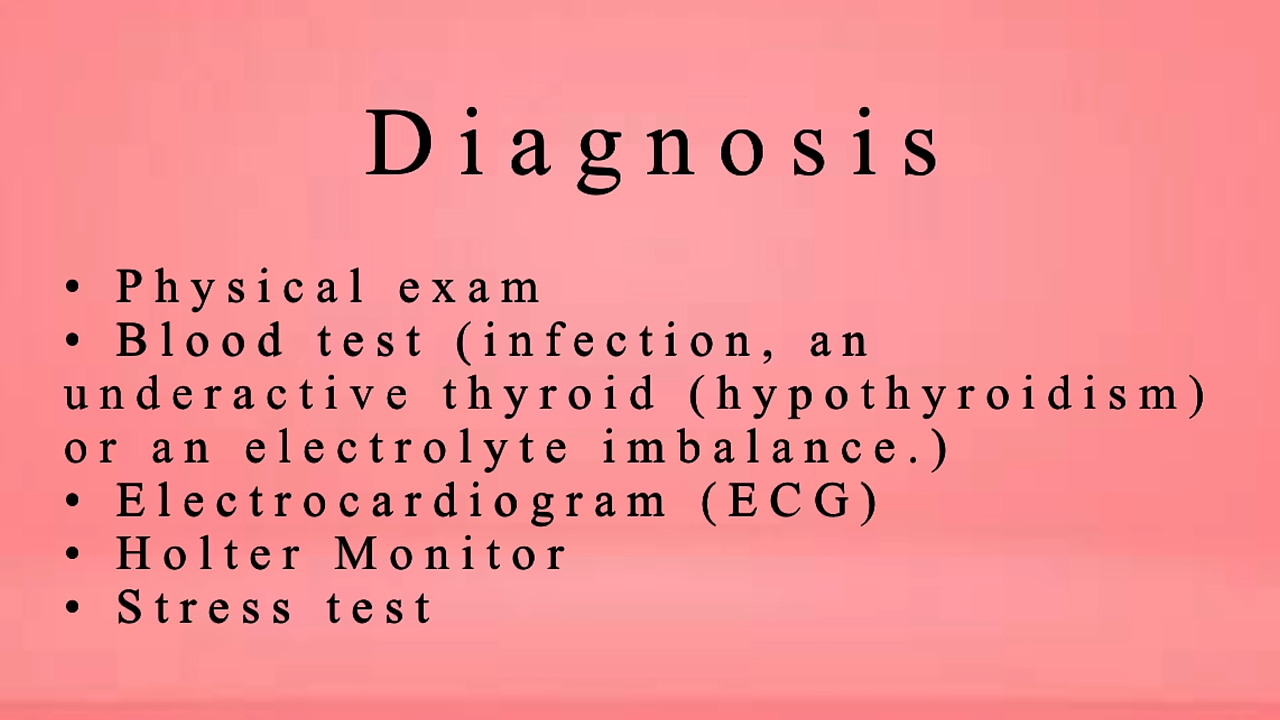 Diagnosis
• Physical exam
• Blood test (infection, an
underactive thyroid (hypothyroidism)
or an electrolyte imbalance.)
• Electrocardiogram (ECG)
• Holter Monitor
• Stress test